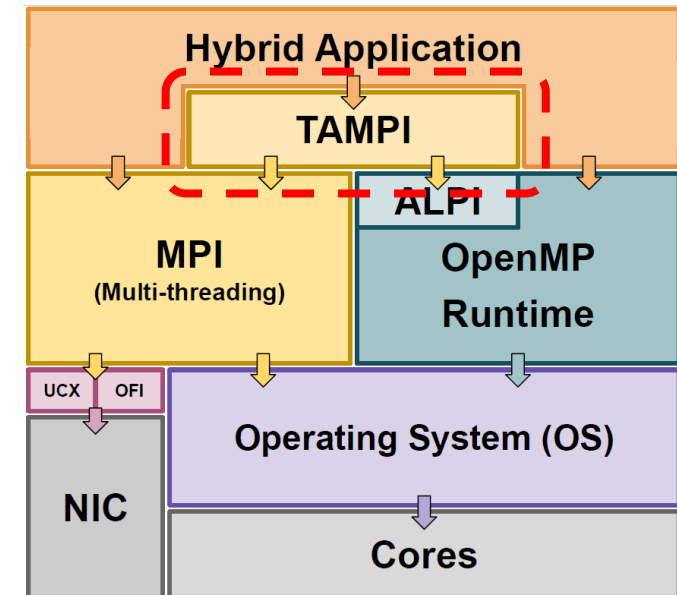 Hybrid Application
TAMPI
ALPI
MPI
(Multi-threading)
OpenMP
Runtime
UCX
OFI
Operating System (OS)
NIC
Cores